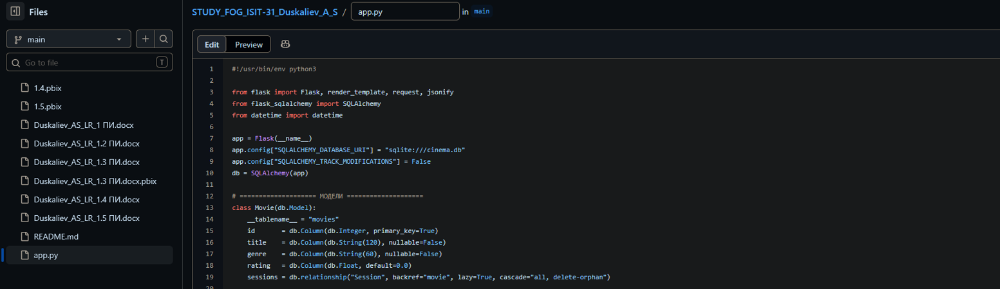 Files
main
Go to file
T
1.4.pbix
1.5.pbix
Duskaliev_AS_LR_1 ПИ.docx
Duskaliev_AS_LR_1.2 ПИ.docx
Duskaliev_AS_LR_1.3 ПИ.docx
Duskaliev_AS_LR_1.3 ПИ.docx.pbix
Duskaliev_AS_LR_1.4 ПИ.docx
Duskaliev_AS_LR_1.5 ПИ.docx
README.md
app.py
STUDY_FOG_ISIT-31_Duskaliev_A_S / app.py in main
Edit Preview
1 #!/usr/bin/env python3
2
3 from flask import Flask, render_template, request, jsonify
4 from flask_sqlalchemy import SQLAlchemy
5 from datetime import datetime
6
7 app = Flask(__name__)
8 app.config["SQLALCHEMY_DATABASE_URI"] = "sqlite:///cinema.db"
9 app.config["SQLALCHEMY_TRACK_MODIFICATIONS"] = False
10 db = SQLAlchemy(app)
11
12 # ==================== МОДЕЛИ ====================
13 class Movie(db.Model):
14     __tablename__ = "movies"
15     id       = db.Column(db.Integer, primary_key=True)
16     title    = db.Column(db.String(120), nullable=False)
17     genre    = db.Column(db.String(60), nullable=False)
18     rating   = db.Column(db.Float, default=0.0)
19     sessions = db.relationship("Session", backref="movie", lazy=True, cascade="all, delete-orphan")
20